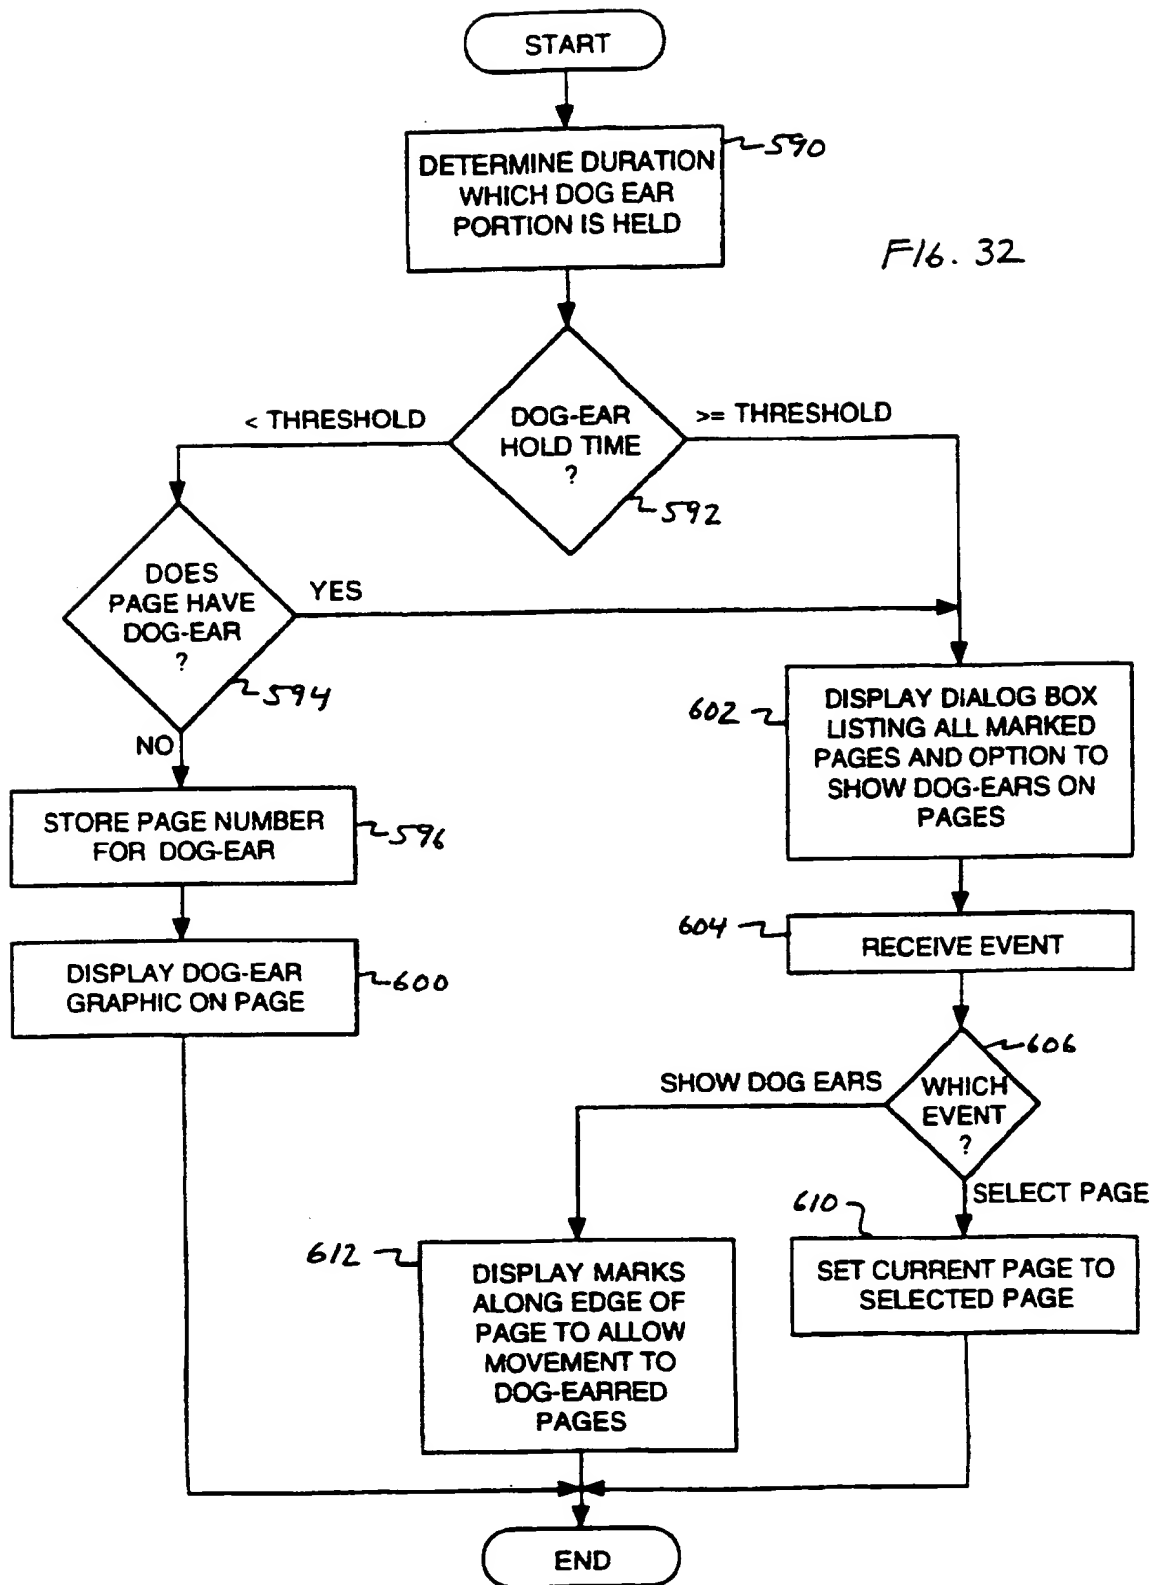 START
DETERMINE DURATION
WHICH DOG EAR
PORTION IS HELD
590
FIG. 32
< THRESHOLD
DOG-EAR
HOLD TIME
?
>= THRESHOLD
592
DOES
PAGE HAVE
DOG-EAR
?
YES
594
NO
STORE PAGE NUMBER
FOR DOG-EAR
596
DISPLAY DOG-EAR
GRAPHIC ON PAGE
600
602
DISPLAY DIALOG BOX
LISTING ALL MARKED
PAGES AND OPTION TO
SHOW DOG-EARS ON
PAGES
604
RECEIVE EVENT
606
SHOW DOG EARS
WHICH
EVENT
?
SELECT PAGE
610
SET CURRENT PAGE TO
SELECTED PAGE
612
DISPLAY MARKS
ALONG EDGE OF
PAGE TO ALLOW
MOVEMENT TO
DOG-EARRED
PAGES
END